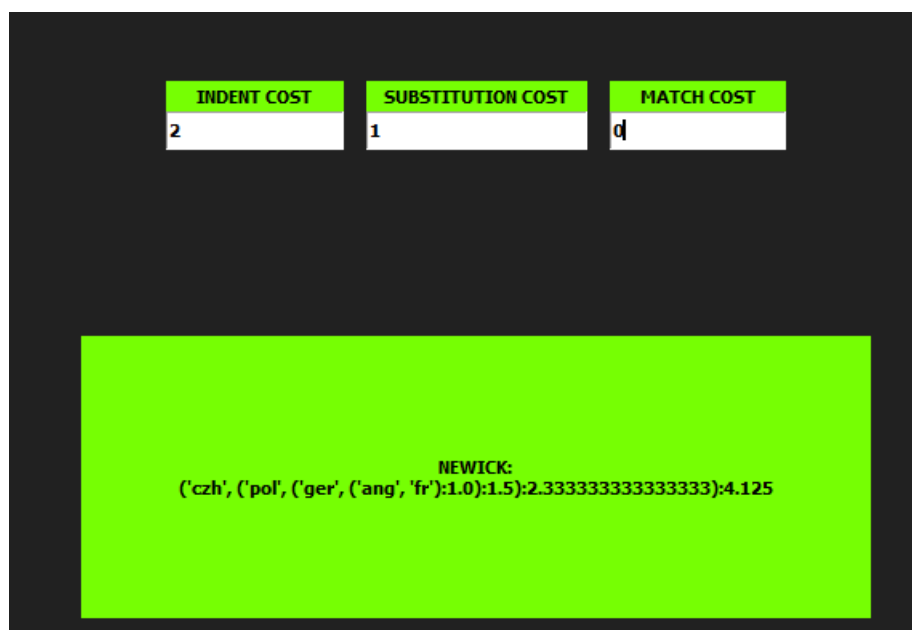 INDENT COST SUBSTITUTION COST MATCH COST
2 1 0
NEWICK:
('czh', ('pol', ('ger', ('ang', 'fr'):1.0):1.5):2.333333333333333):4.125